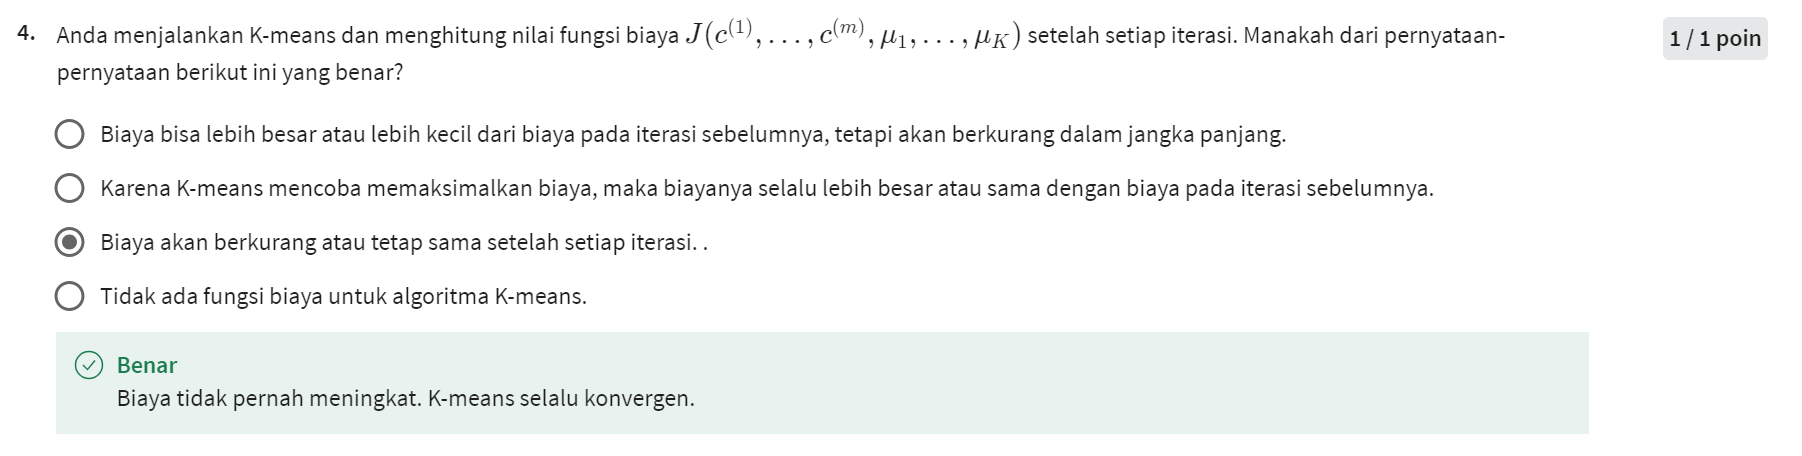 4. Anda menjalankan K-means dan menghitung nilai fungsi biaya J(c^(1), . . . , c^(m), μ_1, . . . , μ_K) setelah setiap iterasi. Manakah dari pernyataan-
pernyataan berikut ini yang benar?
1 / 1 poin
Biaya bisa lebih besar atau lebih kecil dari biaya pada iterasi sebelumnya, tetapi akan berkurang dalam jangka panjang.
Karena K-means mencoba memaksimalkan biaya, maka biayanya selalu lebih besar atau sama dengan biaya pada iterasi sebelumnya.
Biaya akan berkurang atau tetap sama setelah setiap iterasi. .
Tidak ada fungsi biaya untuk algoritma K-means.
Benar
Biaya tidak pernah meningkat. K-means selalu konvergen.